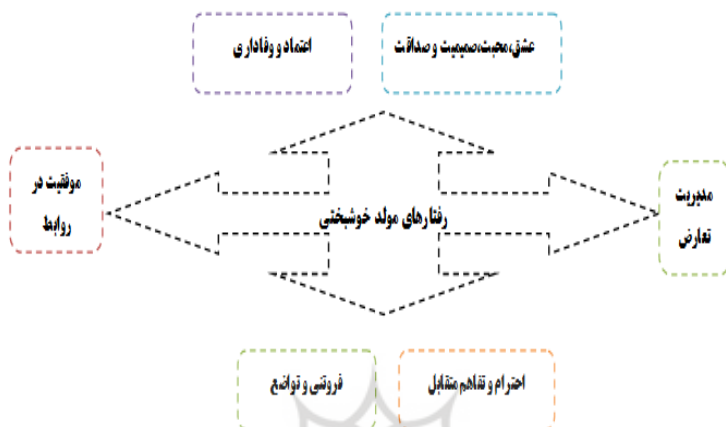 عشق،محبت،صمیمیت و صداقت
اعتماد و وفاداری
مدیریت
تعارض
رفتارهای مولد خوشبختی
موفقیت در
روابط
احترام و تفاهم متقابل
فروتنی و تواضع